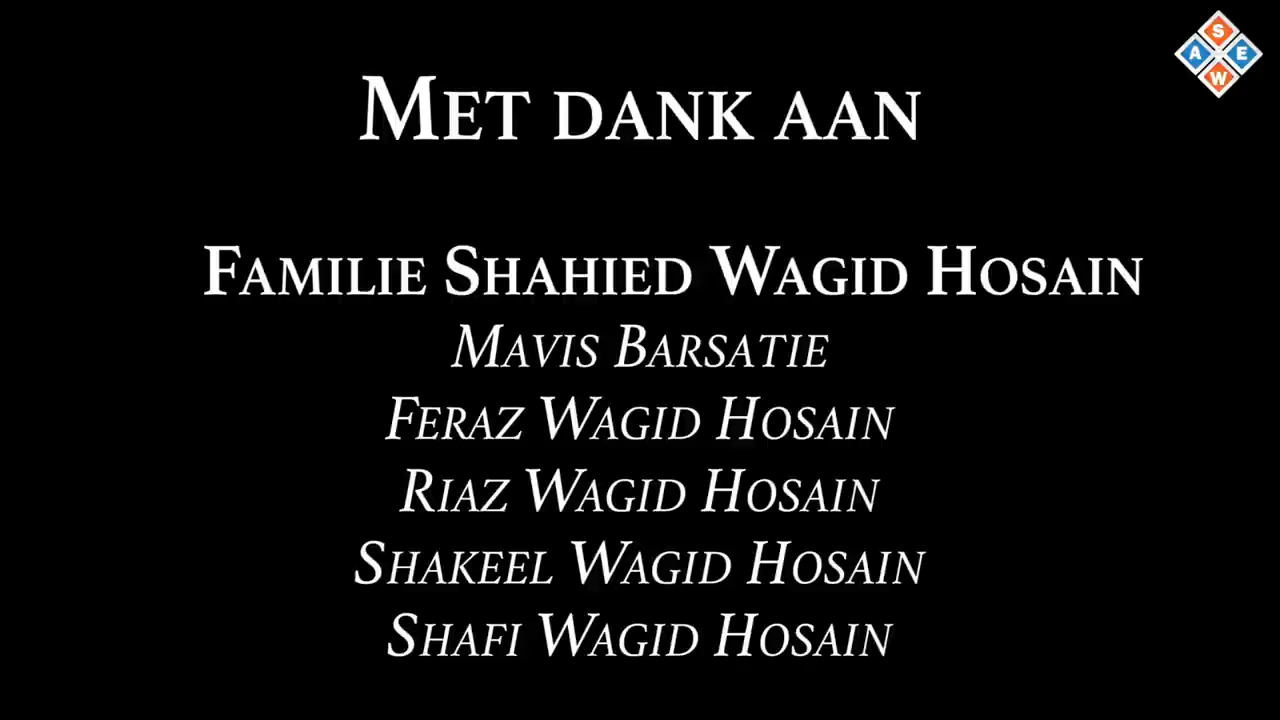 S
A E
W
Met dank aan
Familie Shahied Wagid Hosain
Mavis Barsatie
Feraz Wagid Hosain
Riaz Wagid Hosain
Shakeel Wagid Hosain
Shafi Wagid Hosain